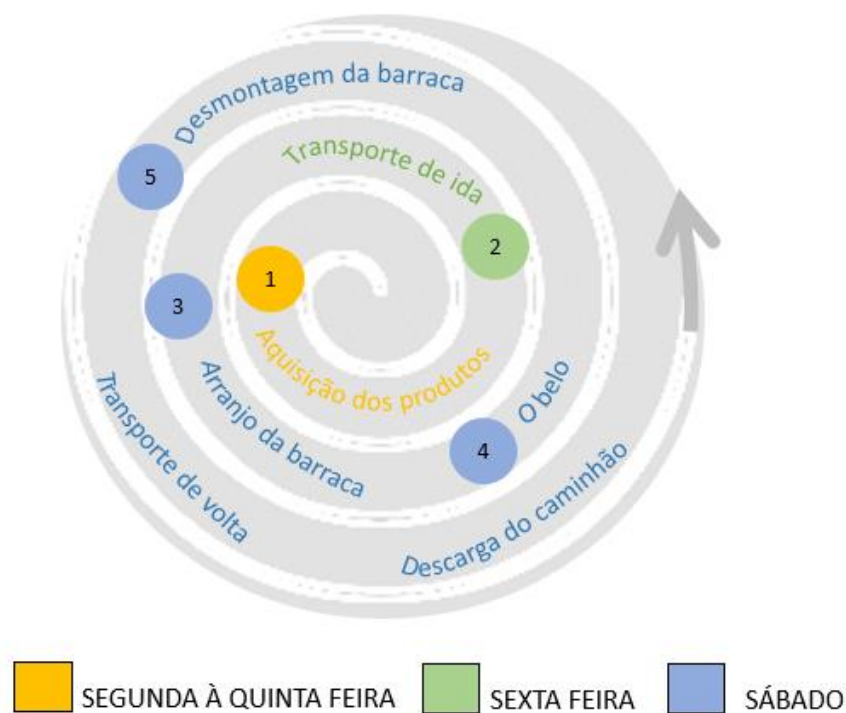 1
Aquisição dos produtos
2
Transporte de ida
3
Arranjo da barraca
4
O belo
5
Desmontagem da barraca
Transporte de volta
Descarga do caminhão
SEGUNDA À QUINTA FEIRA
SEXTA FEIRA
SÁBADO